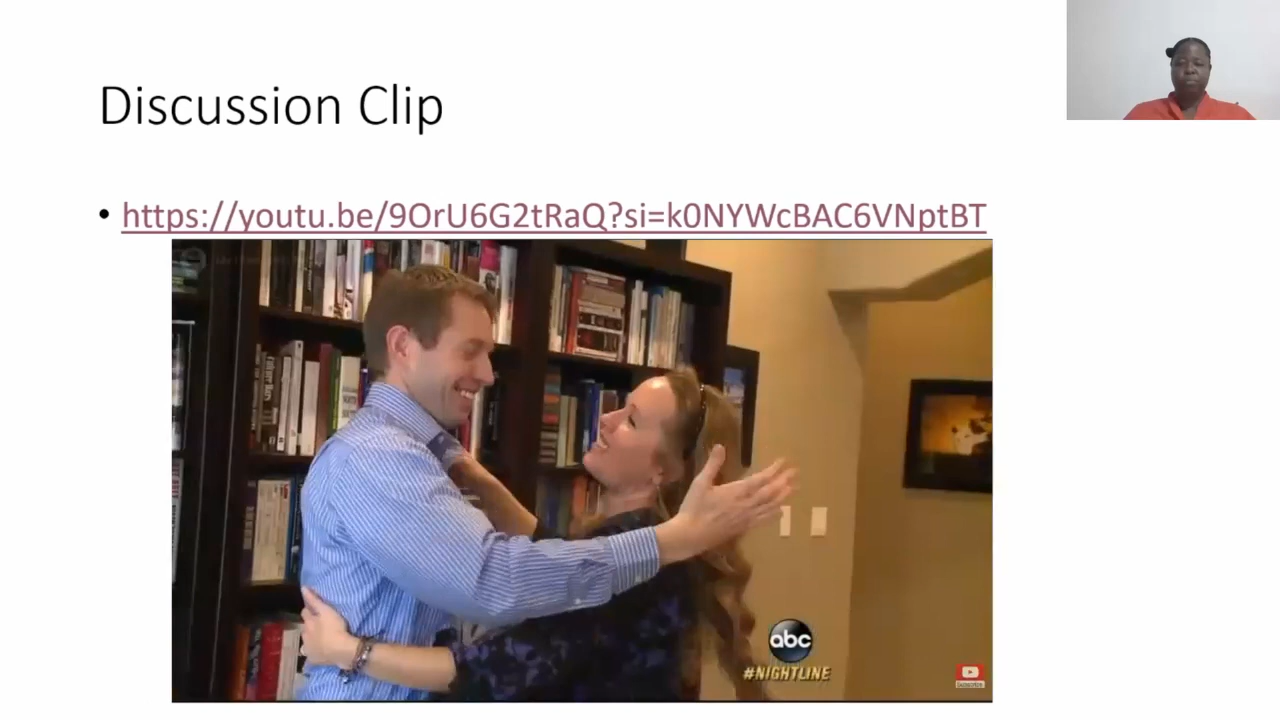 Discussion Clip
• https://youtu.be/9OrU6G2tRaQ?si=k0NYWcBAC6VNptBT
abc
#NIGHTLINE